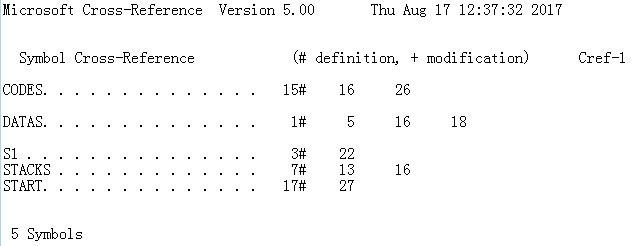 Microsoft Cross-Reference  Version 5.00       Thu Aug 17 12:37:32 2017
  Symbol Cross-Reference            (# definition, + modification)      Cref-1
CODES. . . . . . . . . . . . . .   15#    16     26
DATAS. . . . . . . . . . . . . .    1#     5     16     18
S1 . . . . . . . . . . . . . . .    3#    22
STACKS . . . . . . . . . . . . .    7#    13     16
START. . . . . . . . . . . . . .   17#    27
 5 Symbols